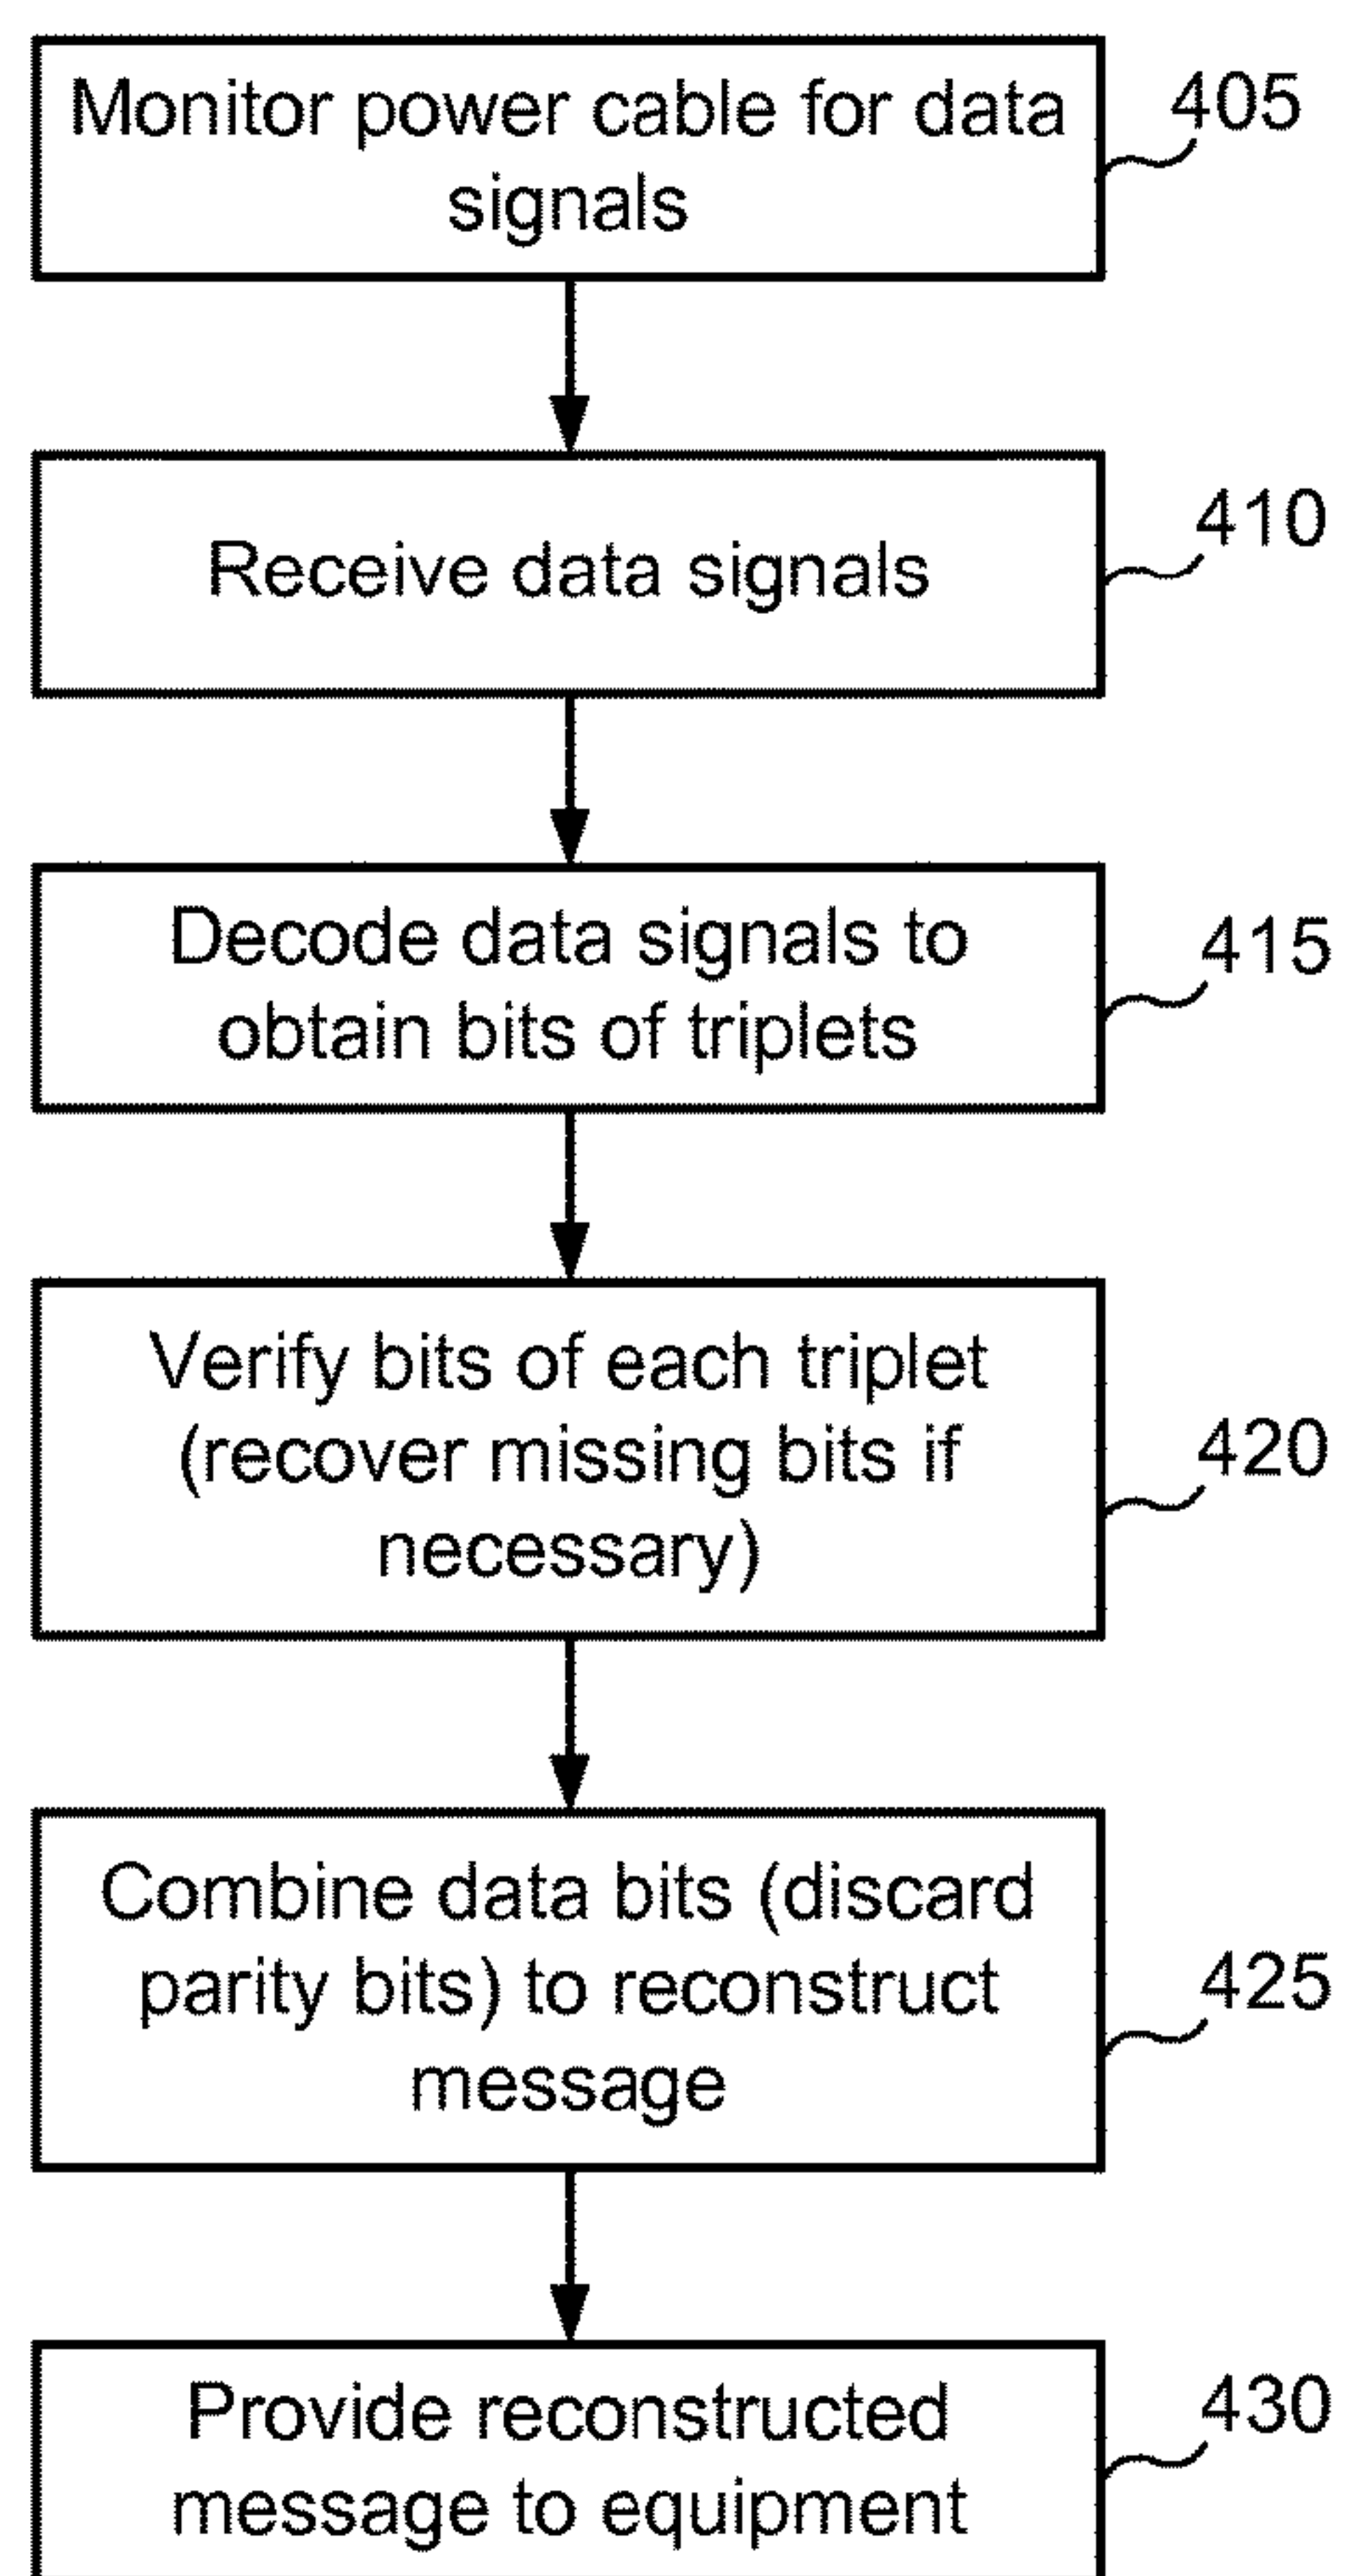 Monitor power cable for data
signals
405
Receive data signals
410
Decode data signals to
obtain bits of triplets
415
Verify bits of each triplet
(recover missing bits if
necessary)
420
Combine data bits (discard
parity bits) to reconstruct
message
425
Provide reconstructed
message to equipment
430